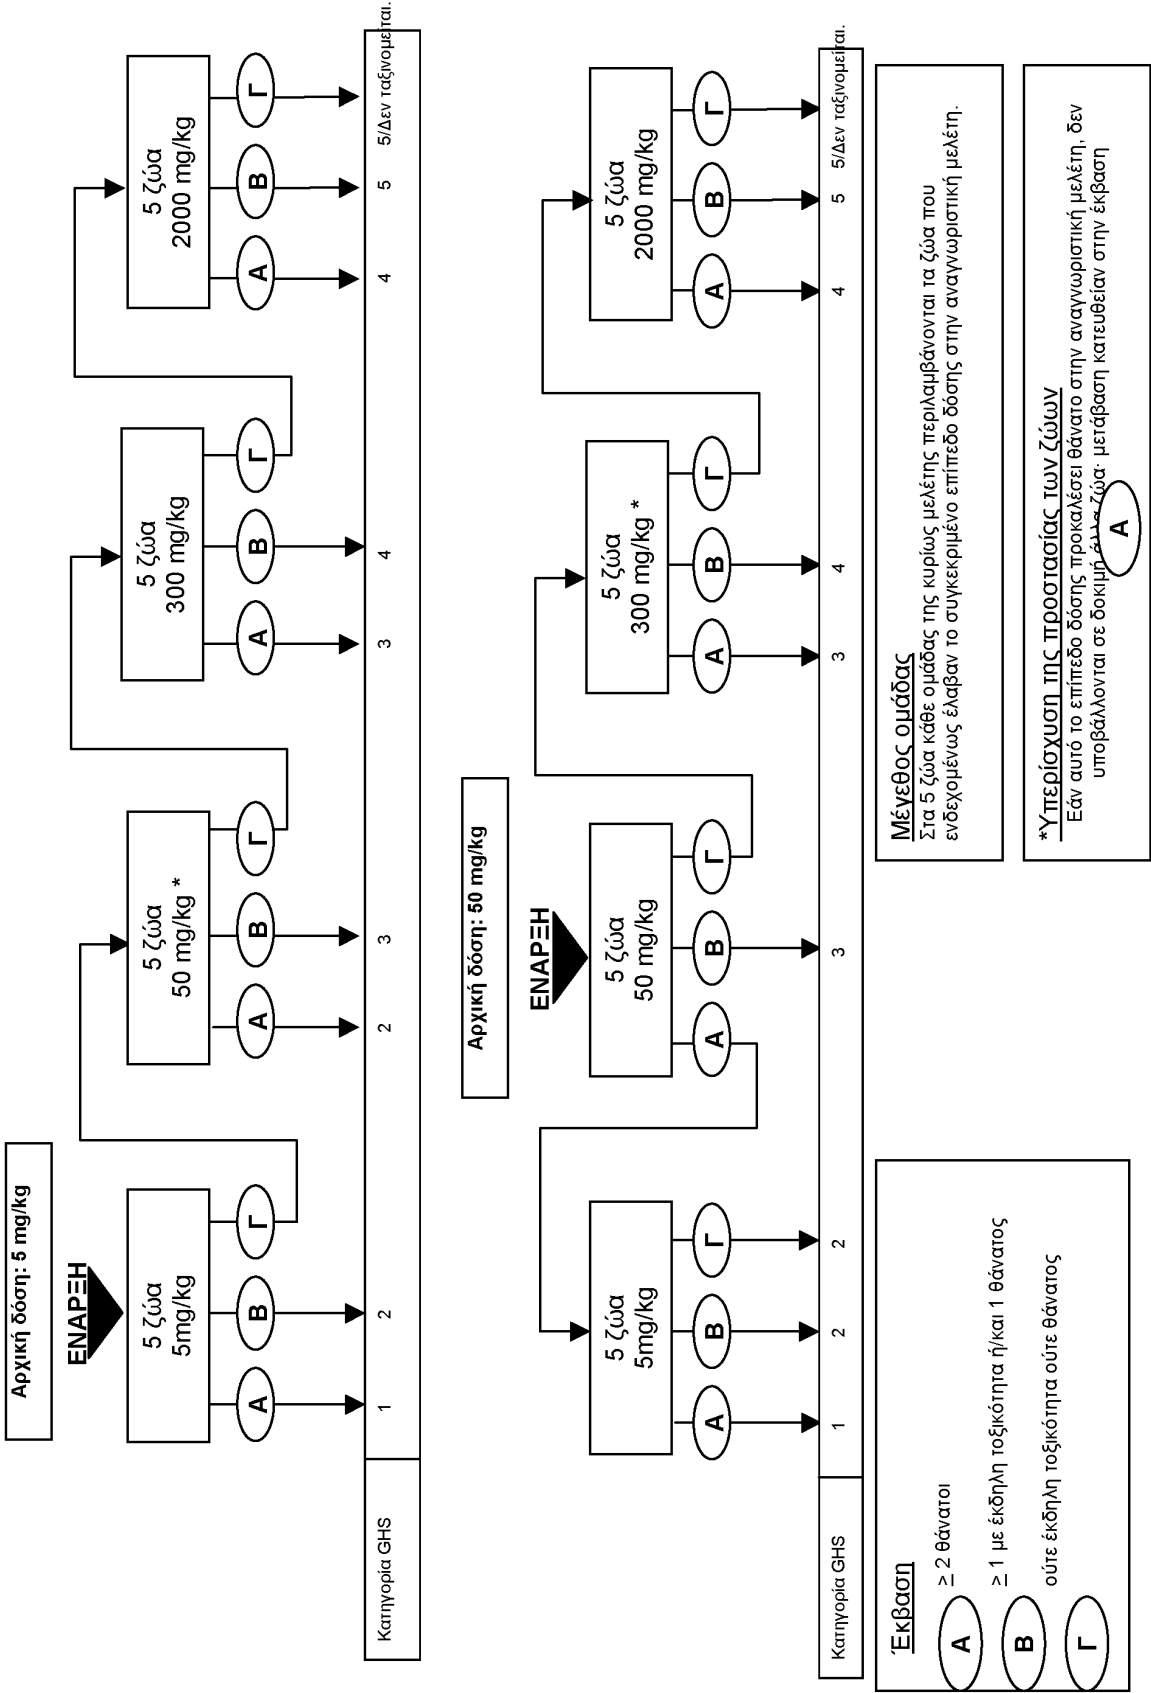 Αρχική δόση: 5 mg/kg
ΕΝΑΡΞΗ
5 ζώα
5mg/kg
5 ζώα
50 mg/kg *
5 ζώα
300 mg/kg
5 ζώα
2000 mg/kg
Α
Β
Γ
Α
Β
Γ
Α
Β
Γ
Α
Β
Γ
Κατηγορία GHS
1
2
2
3
3
4
4
5
5/Δεν ταξινομείται.
Αρχική δόση: 50 mg/kg
ΕΝΑΡΞΗ
5 ζώα
5mg/kg
5 ζώα
50 mg/kg
5 ζώα
300 mg/kg *
5 ζώα
2000 mg/kg
Α
Β
Γ
Α
Β
Γ
Α
Β
Γ
Α
Β
Γ
Κατηγορία GHS
1
2
2
3
3
4
4
5
5/Δεν ταξινομείται.
Έκβαση
Α
≥ 2 θάνατοι
Β
≥ 1 με έκδηλη τοξικότητα ή/και 1 θάνατος
Γ
ούτε έκδηλη τοξικότητα ούτε θάνατος
Μέγεθος ομάδας
Στα 5 ζώα κάθε ομάδας της κυρίως μελέτης περιλαμβάνονται τα ζώα που
ενδεχομένως έλαβαν το συγκεκριμένο επίπεδο δόσης στην αναγνωριστική μελέτη.
*Υπερίσχυση της προστασίας των ζώων
Εάν αυτό το επίπεδο δόσης προκαλέσει θάνατο στην αναγνωριστική μελέτη, δεν
υποβάλλονται σε δοκιμή άλλα ζώα· μετάβαση κατευθείαν στην έκβαση
Α